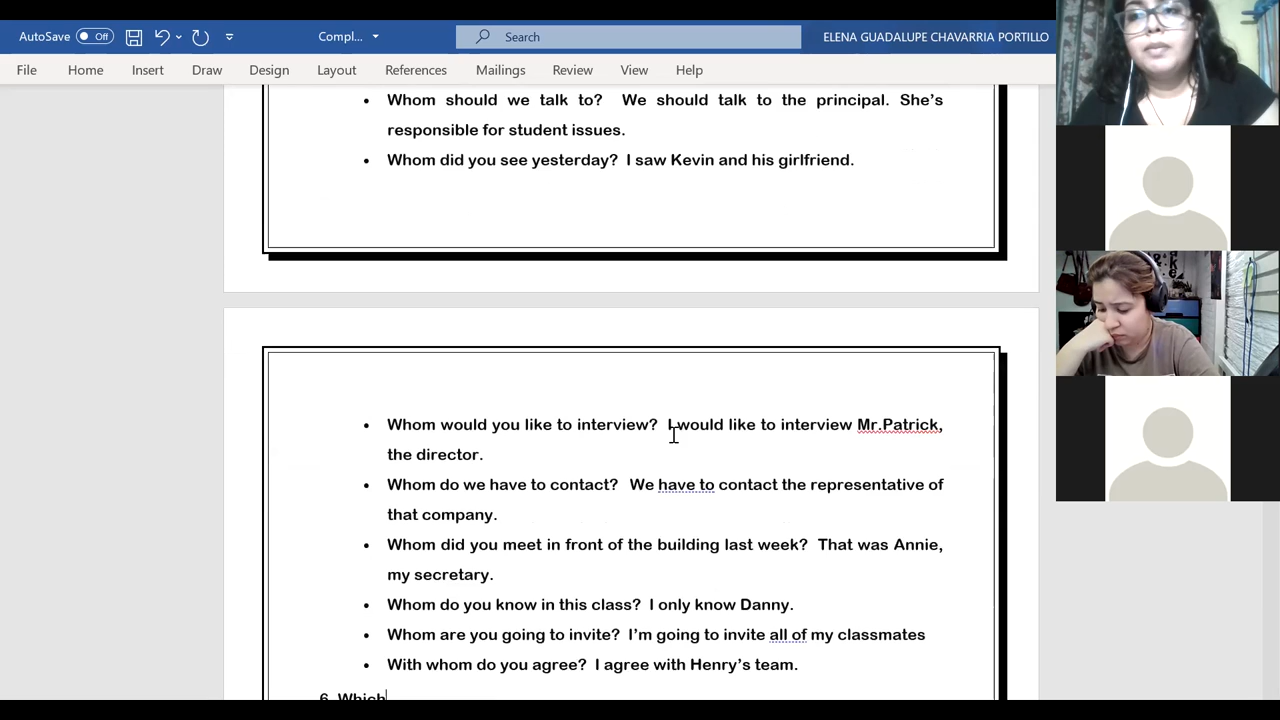 AutoSave Off Compl... Search ELENA GUADALUPE CHAVARRIA PORTILLO
File Home Insert Draw Design Layout References Mailings Review View Help
• Whom should we talk to? We should talk to the principal. She's
responsible for student issues.
• Whom did you see yesterday? I saw Kevin and his girlfriend.
• Whom would you like to interview? I would like to interview Mr.Patrick,
the director.
• Whom do we have to contact? We have to contact the representative of
that company.
• Whom did you meet in front of the building last week? That was Annie,
my secretary.
• Whom do you know in this class? I only know Danny.
• Whom are you going to invite? I'm going to invite all of my classmates
• With whom do you agree? I agree with Henry's team.
6. Which